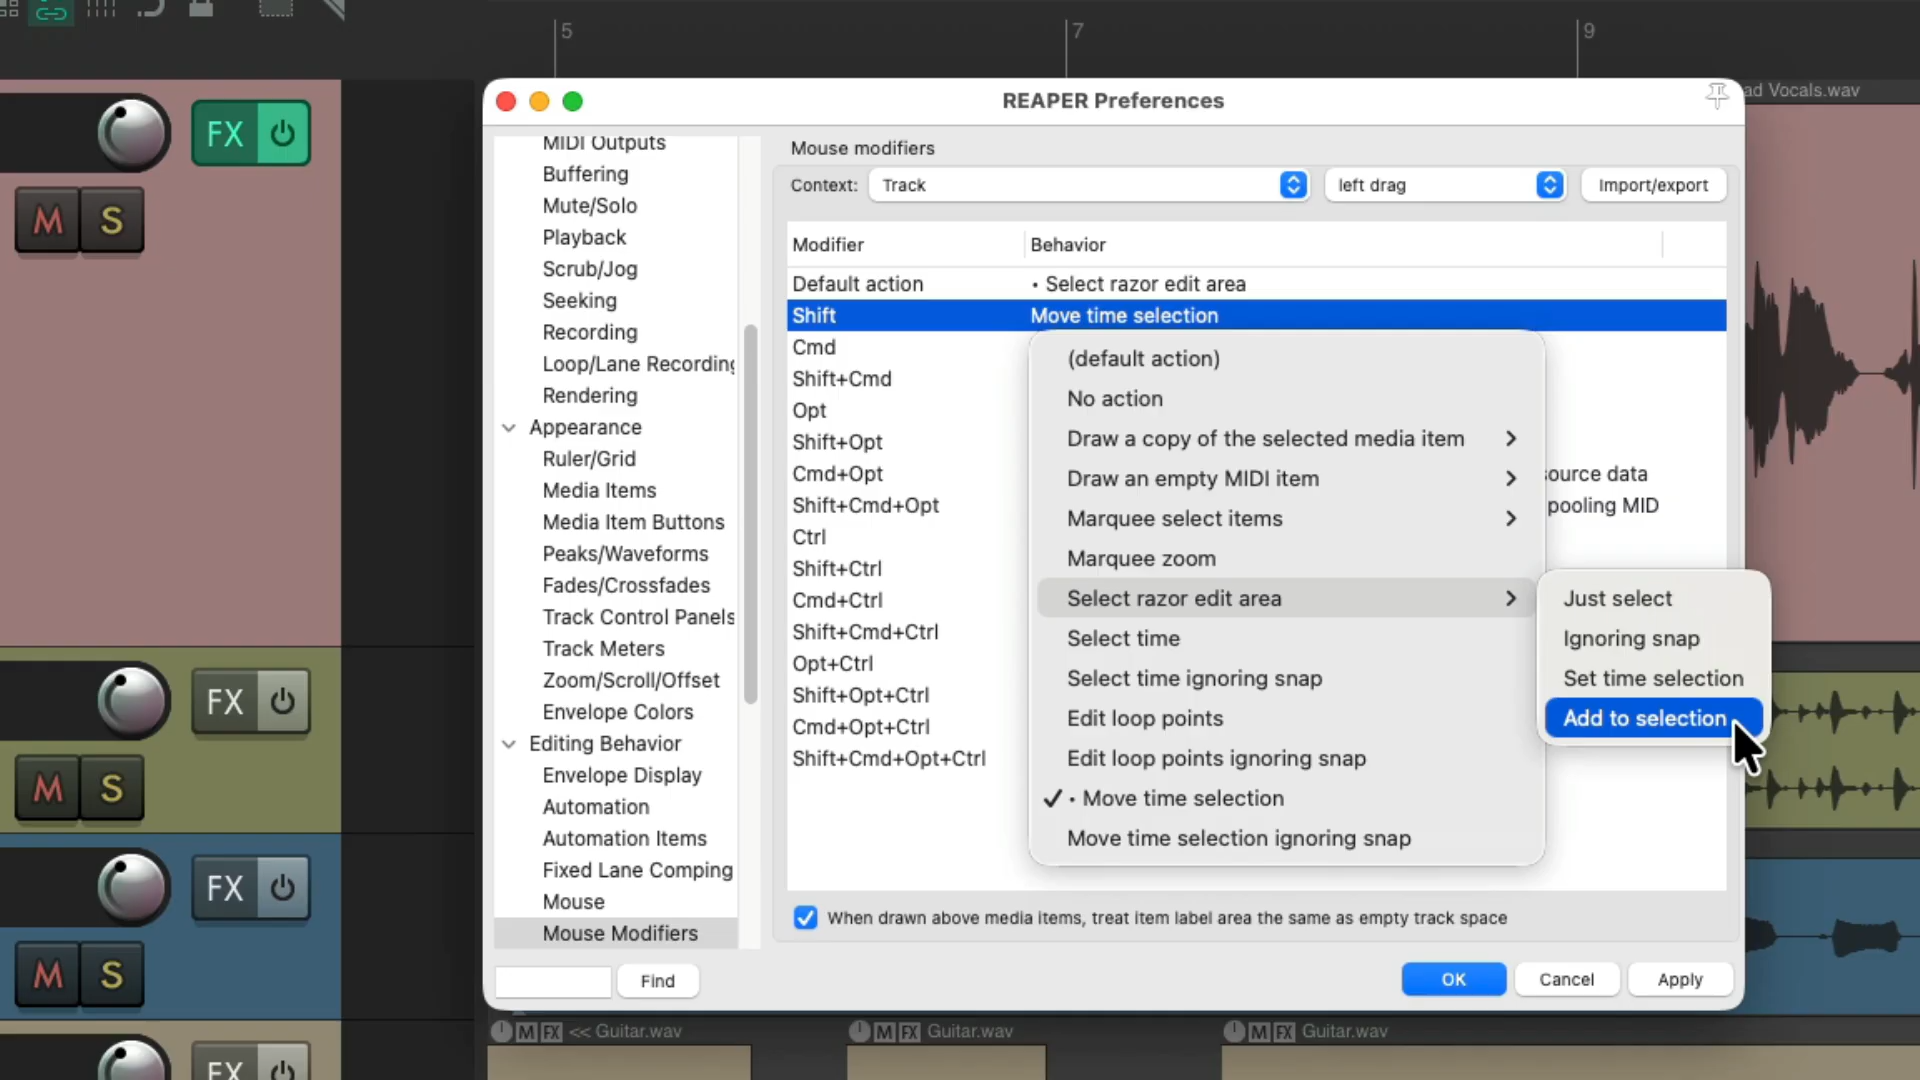 5
7
9
FX
M
S
FX
M
S
FX
M
S
FX
REAPER Preferences
ad Vocals.wav
MIDI Outputs
Buffering
Mute/Solo
Playback
Scrub/Jog
Seeking
Recording
Loop/Lane Recording
Rendering
Appearance
Ruler/Grid
Media Items
Media Item Buttons
Peaks/Waveforms
Fades/Crossfades
Track Control Panels
Track Meters
Zoom/Scroll/Offset
Envelope Colors
Editing Behavior
Envelope Display
Automation
Automation Items
Fixed Lane Comping
Mouse
Mouse Modifiers
Find
Mouse modifiers
Context: Track left drag Import/export
Modifier Behavior
Default action • Select razor edit area
Shift Move time selection
Cmd
Shift+Cmd
Opt
Shift+Opt
Cmd+Opt source data
Shift+Cmd+Opt pooling MID
Ctrl
Shift+Ctrl
Cmd+Ctrl
Shift+Cmd+Ctrl
Opt+Ctrl
Shift+Opt+Ctrl
Cmd+Opt+Ctrl
Shift+Cmd+Opt+Ctrl
(default action)
No action
Draw a copy of the selected media item
Draw an empty MIDI item
Marquee select items
Marquee zoom
Select razor edit area
Select time
Select time ignoring snap
Edit loop points
Edit loop points ignoring snap
✓ • Move time selection
Move time selection ignoring snap
Just select
Ignoring snap
Set time selection
Add to selection
When drawn above media items, treat item label area the same as empty track space
OK Cancel Apply
M FX << Guitar.wav
M FX Guitar.wav
M FX Guitar.wav